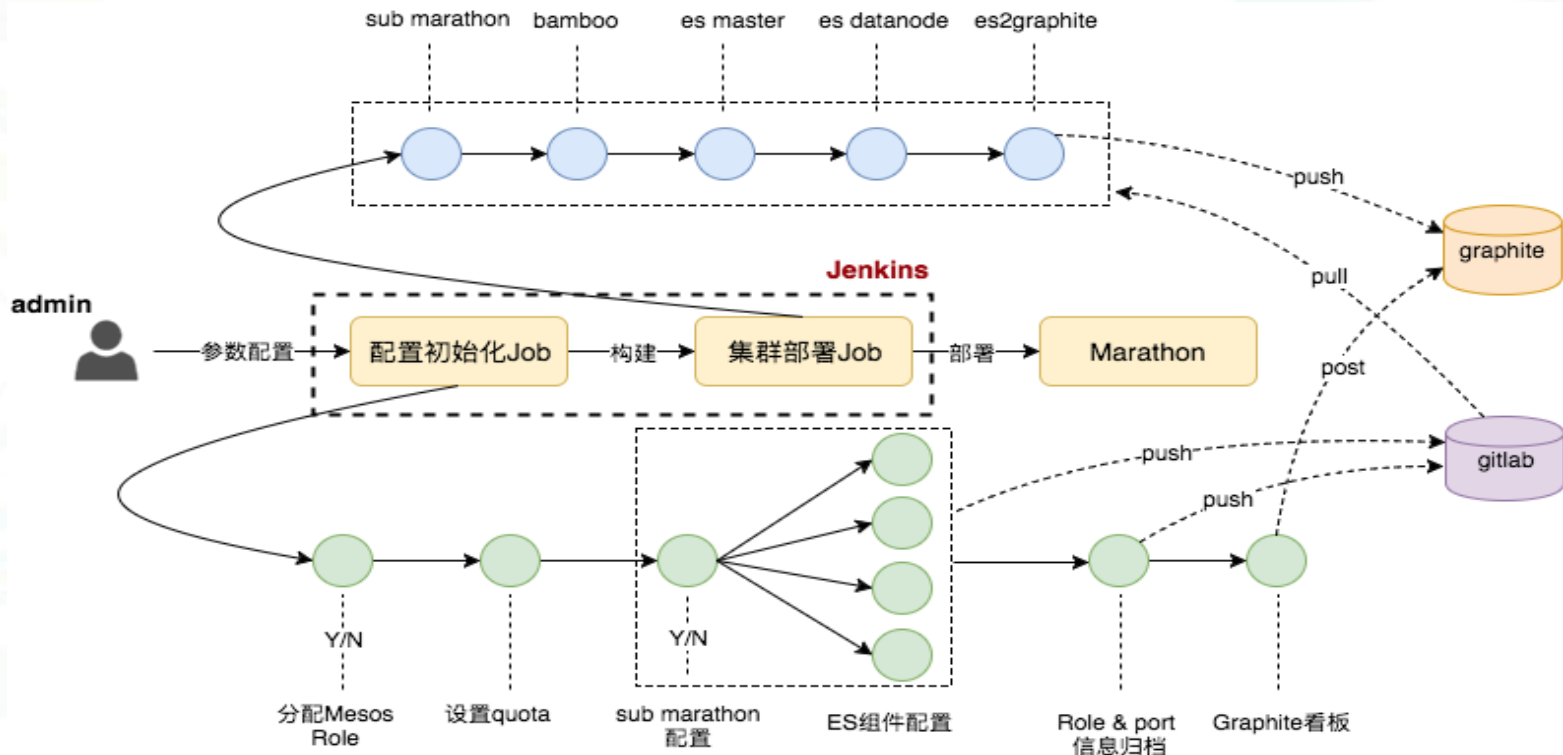 sub marathon
bamboo
es master
es datanode
es2graphite
push
graphite
pull
Jenkins
admin
参数配置
配置初始化Job
构建
集群部署Job
部署
Marathon
post
push
gitlab
push
Y/N
Y/N
分配Mesos
Role
设置quota
sub marathon
配置
ES组件配置
Role & port
信息归档
Graphite看板